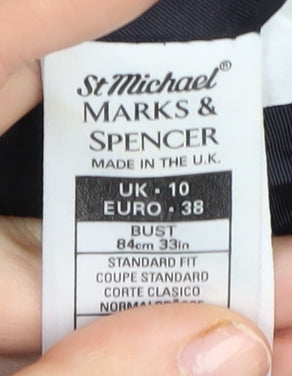 St Michael®
MARKS &
SPENCER
MADE IN THE U.K.
UK · 10
EURO · 38
BUST
84cm 33in
STANDARD FIT
COUPE STANDARD
CORTE CLASICO